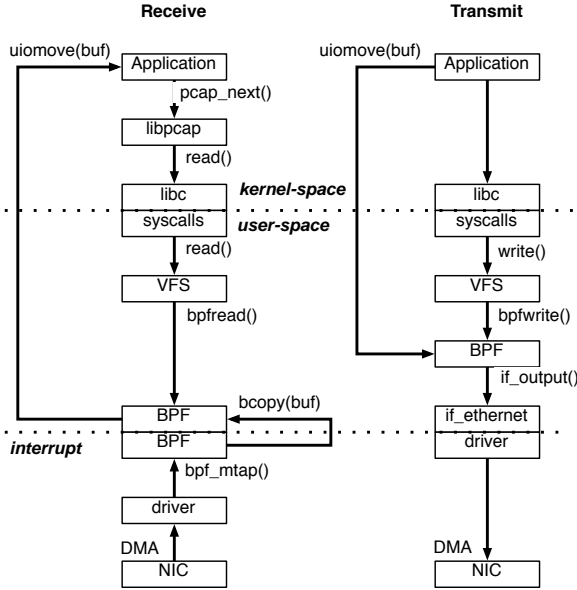 Receive
Transmit
uiomove(buf)
uiomove(buf)
Application
Application
pcap_next()
libpcap
read()
libc
kernel-space
libc
syscalls
user-space
syscalls
read()
write()
VFS
VFS
bpfread()
bpfwrite()
BPF
if_output()
bcopy(buf)
BPF
if_ethernet
interrupt
BPF
driver
bpf_mtap()
driver
DMA
DMA
NIC
NIC